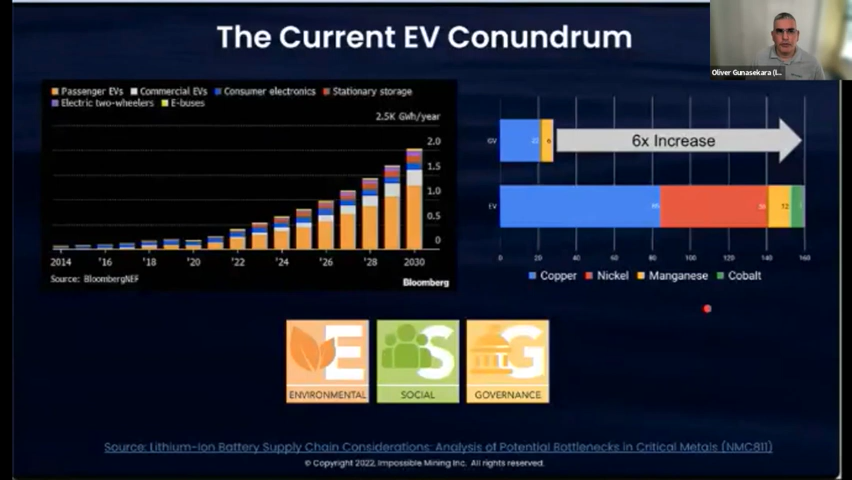 The Current EV Conundrum
Oliver Gunasekara (I...
Passenger EVs Commercial EVs Consumer electronics Stationary storage
Electric two-wheelers E-buses
2.5K GWh/year
2.0
1.5
1.0
0.5
0
2014 '16 '18 '20 '22 '24 '26 '28 2030
Source: BloombergNEF
Bloomberg
6x Increase
GV
EV
12
0 20 40 60 80 100 120 140 160
Copper Nickel Manganese Cobalt
E S G
ENVIRONMENTAL SOCIAL GOVERNANCE
Source: Lithium-Ion Battery Supply Chain Considerations: Analysis of Potential Bottlenecks in Critical Metals (NMC811)
© Copyright 2022, Impossible Mining Inc. All rights reserved.